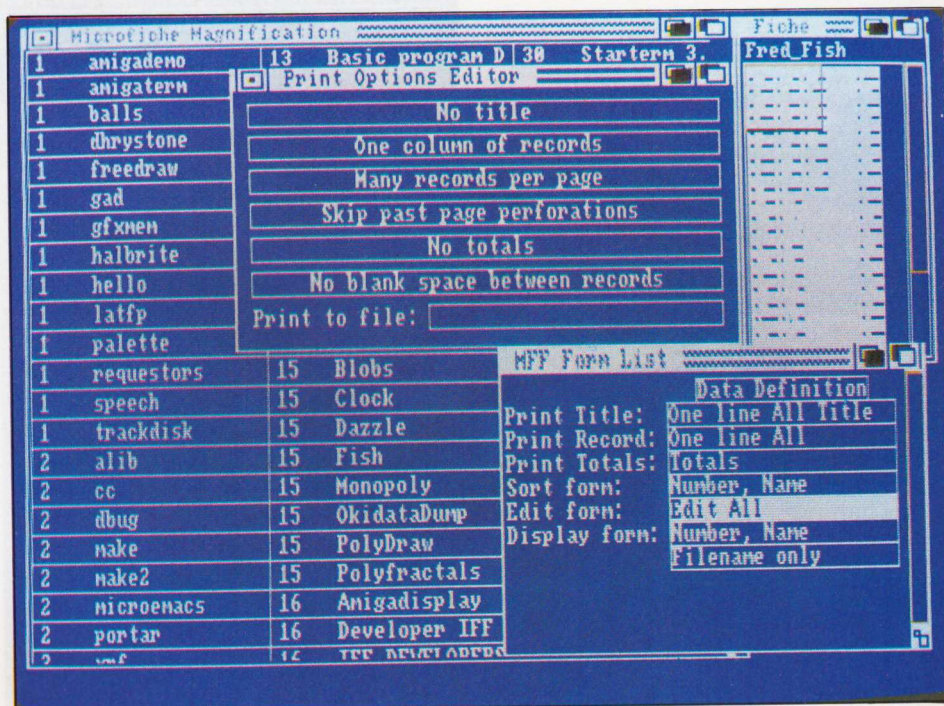 Microfiche Magnification
Fiche
1 amigademo 13 Basic program D 30 Starterm 3.
Fred_Fish
1 amigaterm
Print Options Editor
1 balls
No title
1 dhrystone
One column of records
1 freedraw
Many records per page
1 gad
Skip past page perforations
1 gfxmem
No totals
1 halbrite
1 hello
No blank space between records
1 latfp
Print to file:
1 palette
1 requestors 15 Blobs
1 speech 15 Clock
1 trackdisk 15 Dazzle
2 alib 15 Fish
2 cc 15 Monopoly
2 dbug 15 OkidataDump
2 make 15 PolyDraw
2 make2 15 Polyfractals
2 microemacs 16 Amigadisplay
2 portar 16 Developer IFF
MFF Form List
Data Definition
Print Title: One line All Title
Print Record: One line All
Print Totals: Totals
Sort form: Number, Name
Edit form: Edit All
Display form: Number, Name
Filename only